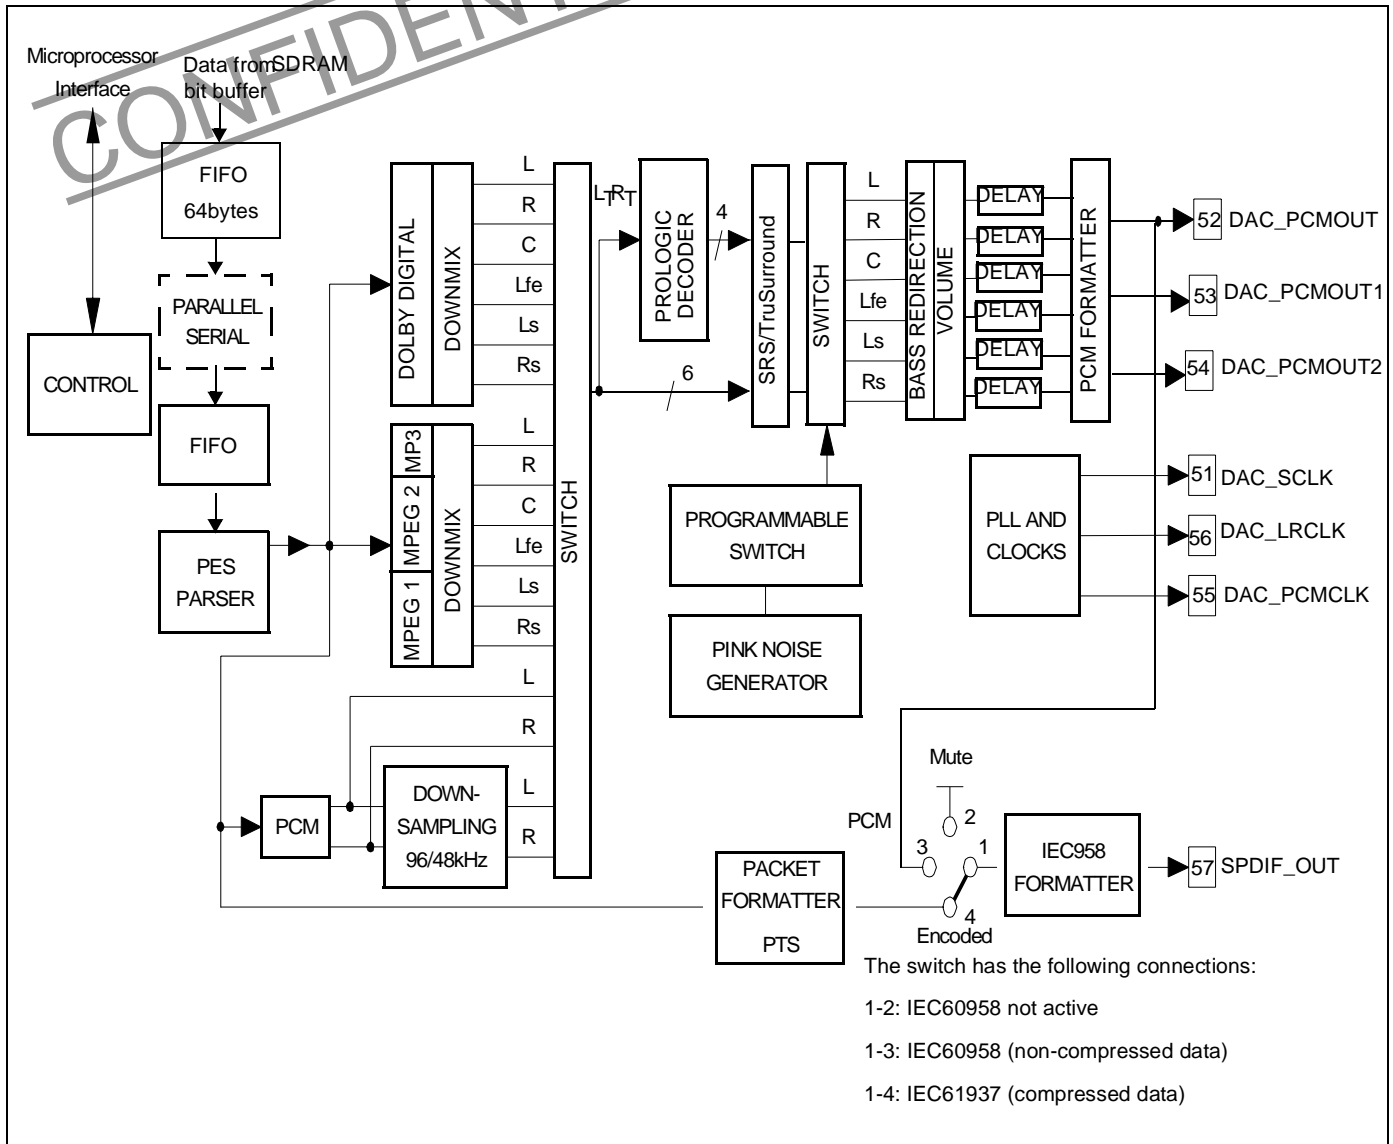 CONFIDENT
Microprocessor
Interface
Data from SDRAM
bit buffer
FIFO
64bytes
PARALLEL
SERIAL
CONTROL
FIFO
PES
PARSER
DOLBY DIGITAL
DOWNMIX
L
R
C
Lfe
Ls
Rs
MP3
MPEG 2
MPEG 1
DOWNMIX
L
R
C
Lfe
Ls
Rs
L
R
PCM
DOWN-
SAMPLING
96/48kHz
L
R
SWITCH
LTRT
PROLOGIC
DECODER
4
6
SRS/TruSurround
SWITCH
L
R
C
Lfe
Ls
Rs
BASS REDIRECTION
VOLUME
DELAY
DELAY
DELAY
DELAY
DELAY
DELAY
PCM FORMATTER
52 DAC_PCMOUT
53 DAC_PCMOUT1
54 DAC_PCMOUT2
PROGRAMMABLE
SWITCH
PINK NOISE
GENERATOR
PLL AND
CLOCKS
51 DAC_SCLK
56 DAC_LRCLK
55 DAC_PCMCLK
Mute
2
PCM
3
1
4
Encoded
PACKET
FORMATTER
PTS
IEC958
FORMATTER
57 SPDIF_OUT
The switch has the following connections:
1-2: IEC60958 not active
1-3: IEC60958 (non-compressed data)
1-4: IEC61937 (compressed data)